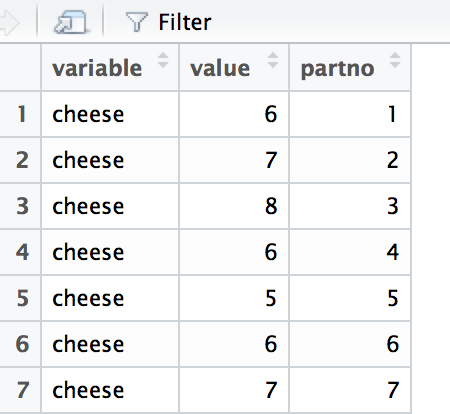 Filter
variable value partno
1 cheese 6 1
2 cheese 7 2
3 cheese 8 3
4 cheese 6 4
5 cheese 5 5
6 cheese 6 6
7 cheese 7 7